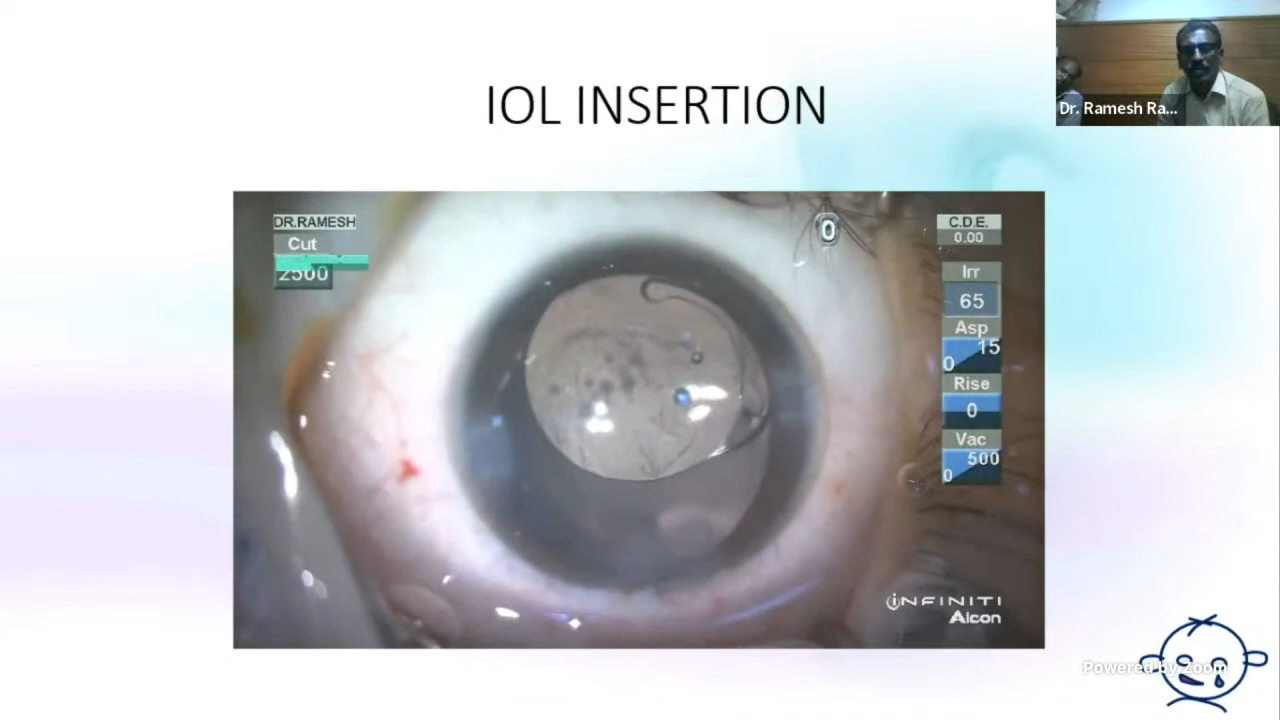 IOL INSERTION
Dr. Ramesh Ra...
DR.RAMESH
Cut
2500
0
C.D.E.
0.00
Irr
65
Asp
15
0
Rise
0
Vac
500
0
INFINITI
Alcon
Powered by Zoom